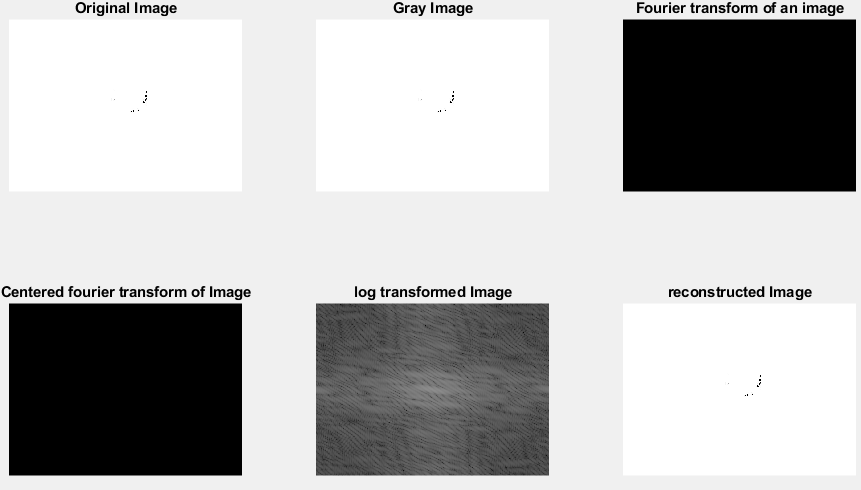 Original Image
Gray Image
Fourier transform of an image
Centered fourier transform of Image
log transformed Image
reconstructed Image